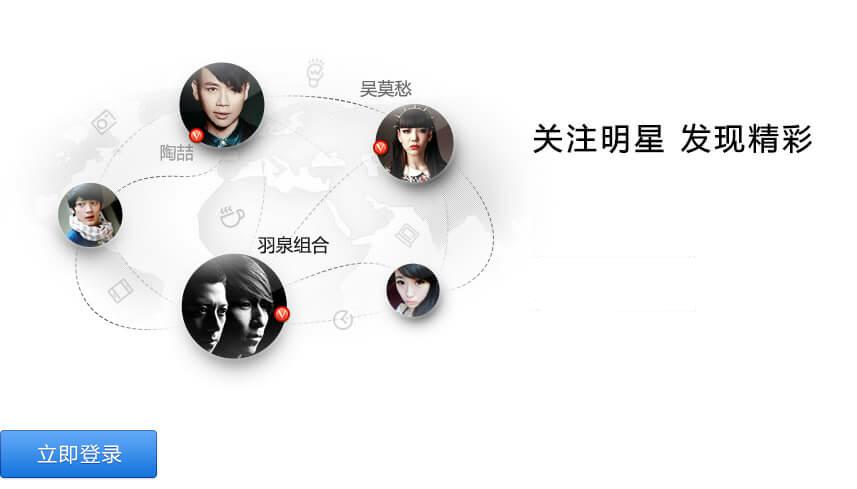 吴莫愁
关注明星 发现精彩
陶喆
羽泉组合
立即登录